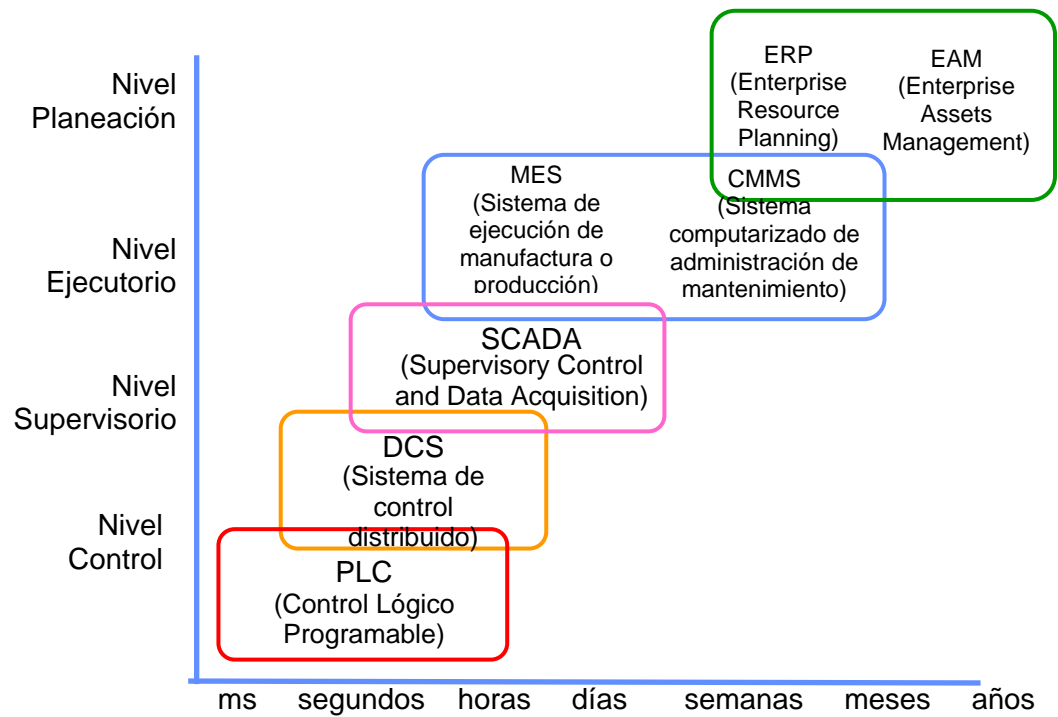 Nivel
Planeación
ERP
(Enterprise
Resource
Planning)
EAM
(Enterprise
Assets
Management)
Nivel
Ejecutorio
MES
(Sistema de
ejecución de
manufactura o
producción)
CMMS
(Sistema
computarizado de
administración de
mantenimiento)
Nivel
Supervisorio
SCADA
(Supervisory Control
and Data Acquisition)
DCS
(Sistema de
control
distribuido)
Nivel
Control
PLC
(Control Lógico
Programable)
ms segundos horas días semanas meses años